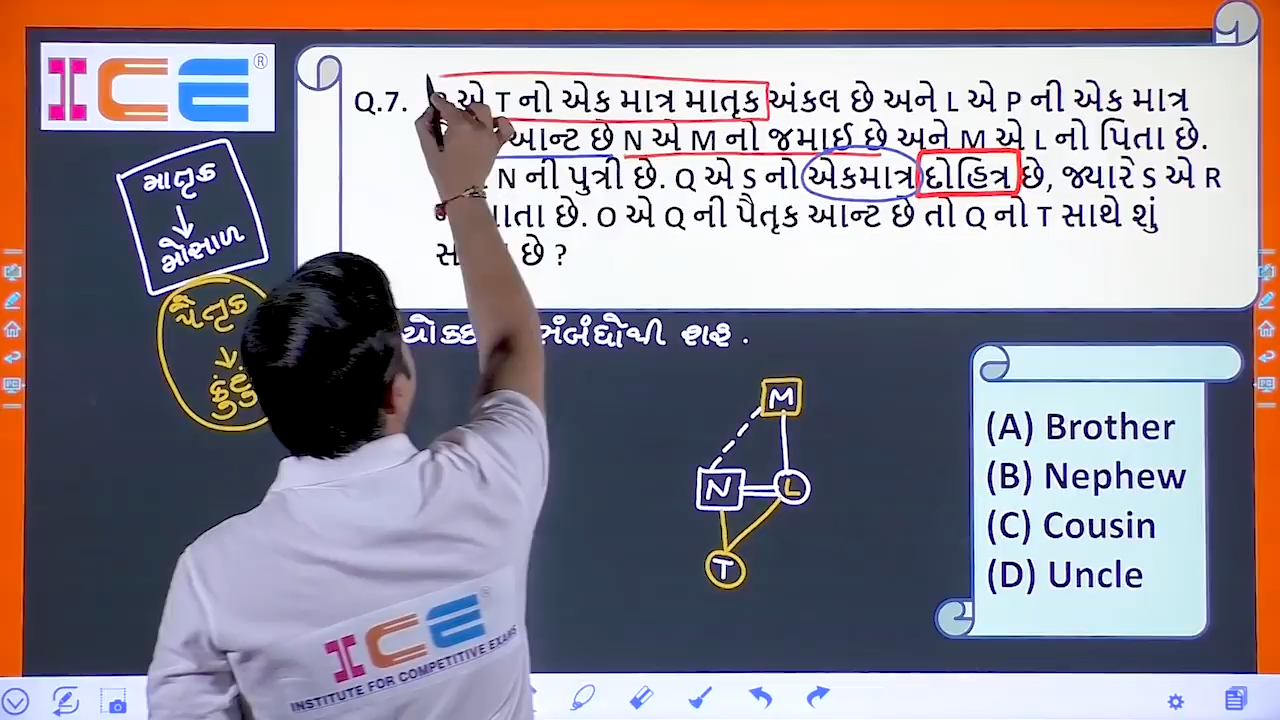 ICE®
Q.7. એ T નો એક માત્ર માતૃક અંકલ છે અને L એ P ની એક માત્ર
આન્ટ છે N એ M નો જમાઈ છે અને M એ L નો પિતા છે.
N ની પુત્રી છે. Q એ S નો એકમાત્ર દોહિત્ર છે, જ્યારે S એ R
છે. O એ Q ની પૈતૃક આન્ટ છે તો Q નો T સાથે શું
છે ?
માતૃક
↓
મોસાળ
પૈતૃક
↓
સંબંધોથી શરૂ .
M
N
L
T
(A) Brother
(B) Nephew
(C) Cousin
(D) Uncle
ICE®
INSTITUTE FOR COMPETITIVE EXAMS